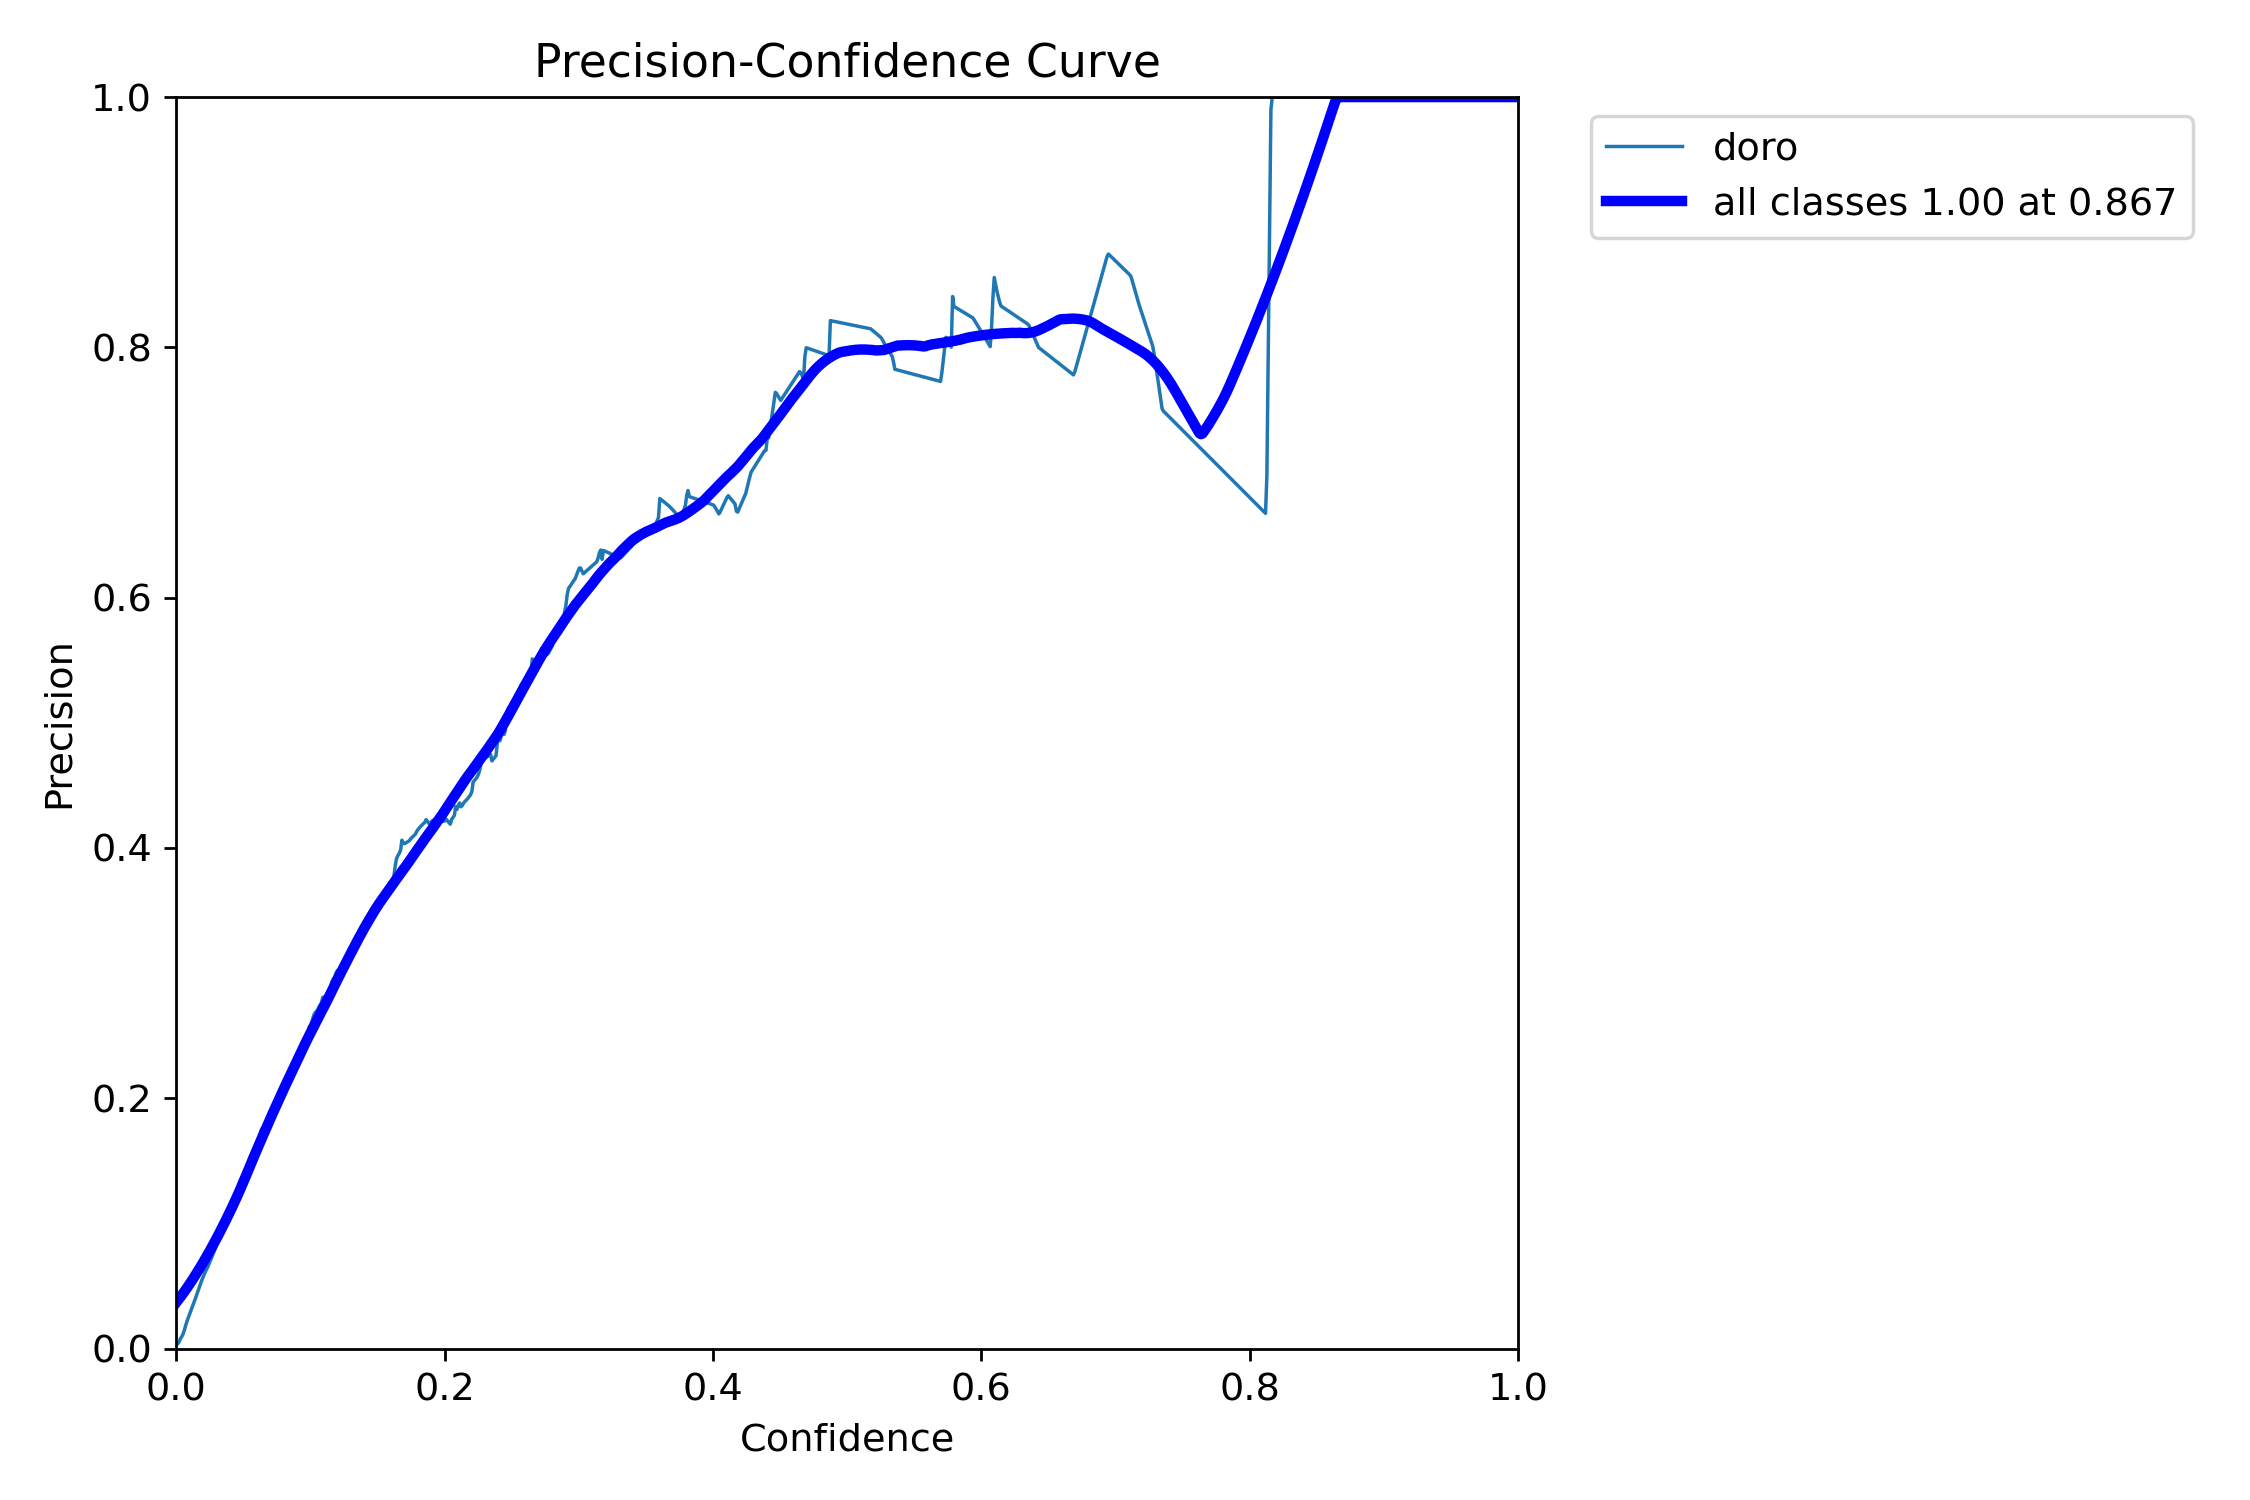 Precision-Confidence Curve
1.0
0.8
0.6
0.4
0.2
0.0
Precision
0.0 0.2 0.4 0.6 0.8 1.0
Confidence
doro
all classes 1.00 at 0.867